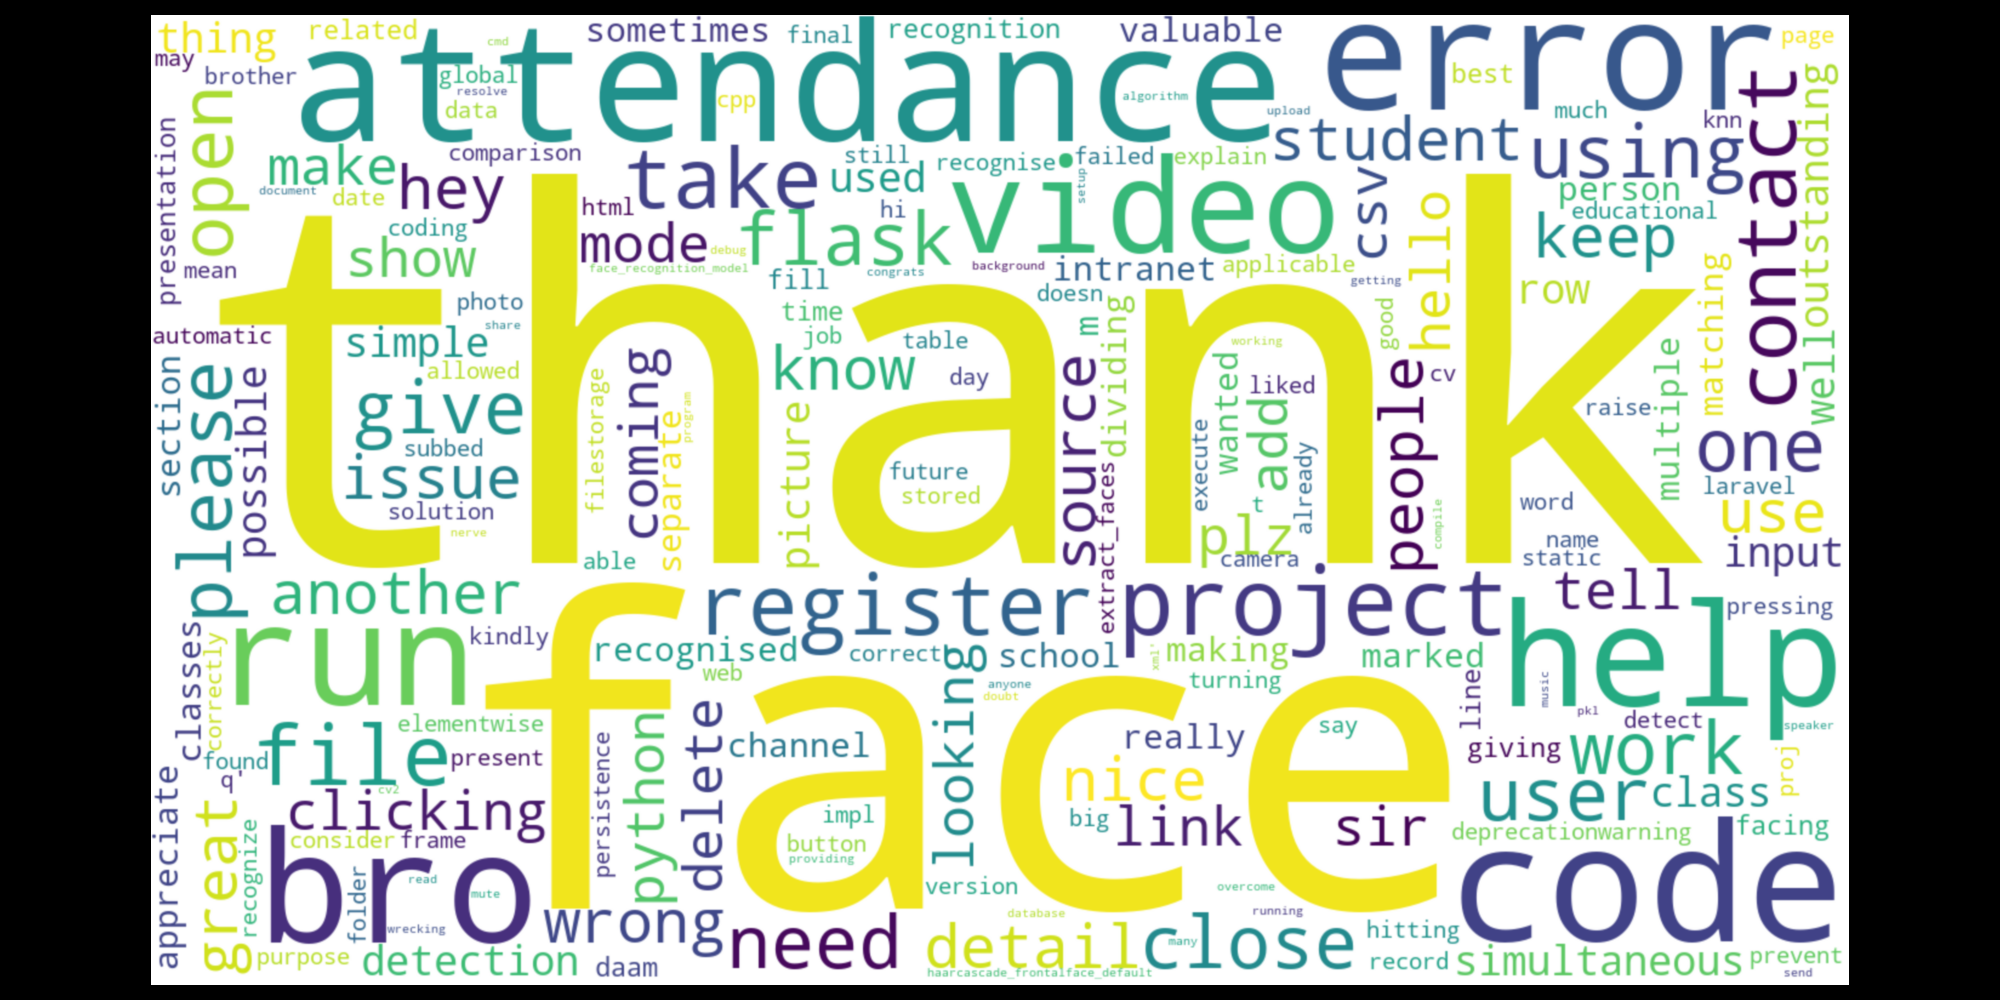 thing
related
cmd
sometimes
final
recognition
valuable
error
page
may
brother
attendance
global
resolve
data
cpp
algorithm
upload
best
much
knn
contact
welloutstanding
open
presentation
make
hey
comparison
document
date
take
still
used
recognise
failed
explain
setup
student
using
person
educational
keep
html
hi
video
csv
hello
coding
show
mean
mode
debug
flask
face_recognition_model
congrats
background
intranet
applicable
getting
fill
doesn
row
matching
photo
share
automatic
simple
allowed
thank
time
job
know
table
day
m
dividing
good
working
liked
cv
raise
multiple
section
please
possible
give
subbed
issue
solution
nerve
filestorage
coming
separate
program
picture
future
stored
source
extract_faces
execute
wanted
add
already
t
plz
camera
people
compile
word
name
static
one
laravel
use
input
able
another
run
kindly
face
register
project
tell
help
pressing
recognised
correct
looking
school
xml'
making
turning
marked
web
anyone
doubt
classes
correctly
elementwise
file
found
q'
present
persistence
python
delete
channel
really
say
line
giving
music
pkl
detect
speaker
work
proj
nice
cv2
clicking
impl
big
link
sir
user
class
appreciate
great
recognize
consider
frame
button
providing
deprecationwarning
facing
bro
folder
read
mute
wrecking
version
overcome
code
wrong
need
database
running
detail
close
many
hitting
record
purpose
detection
daam
haarcascade_frontalface_default
simultaneous
prevent
send